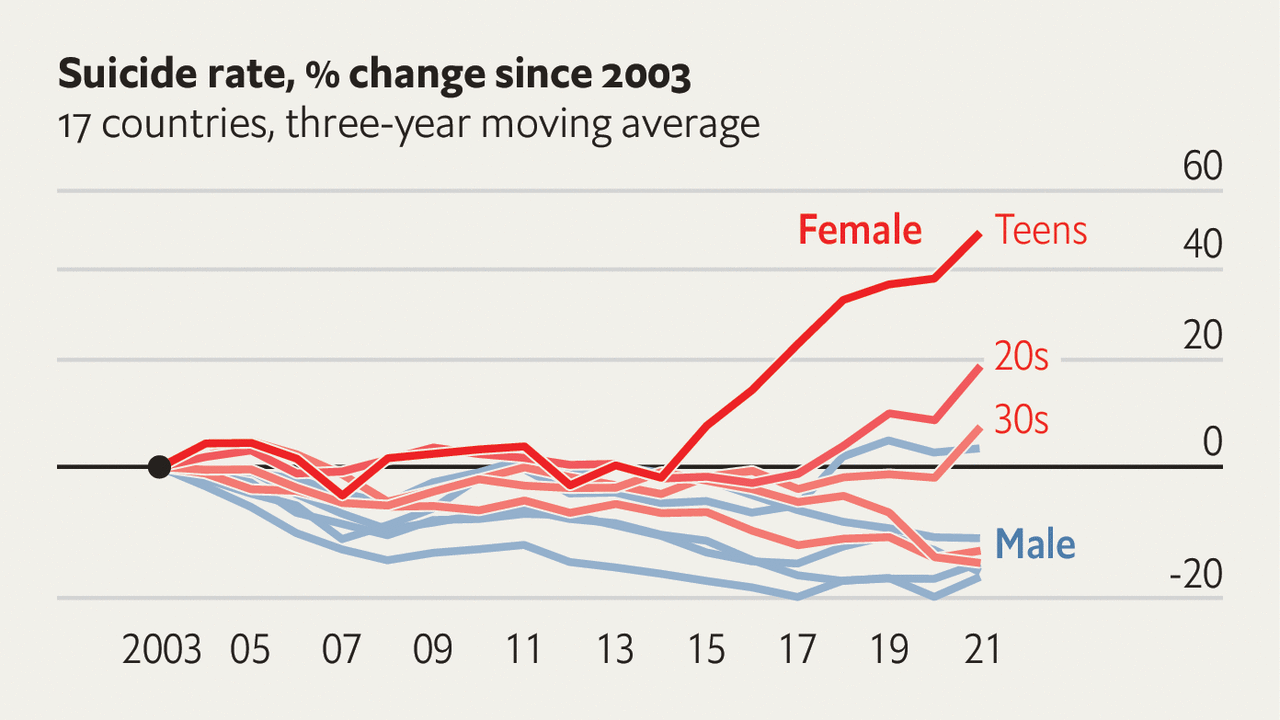 Suicide rate, % change since 2003
17 countries, three-year moving average
60
Female Teens
40
20
20s
30s
0
Male
-20
2003 05 07 09 11 13 15 17 19 21